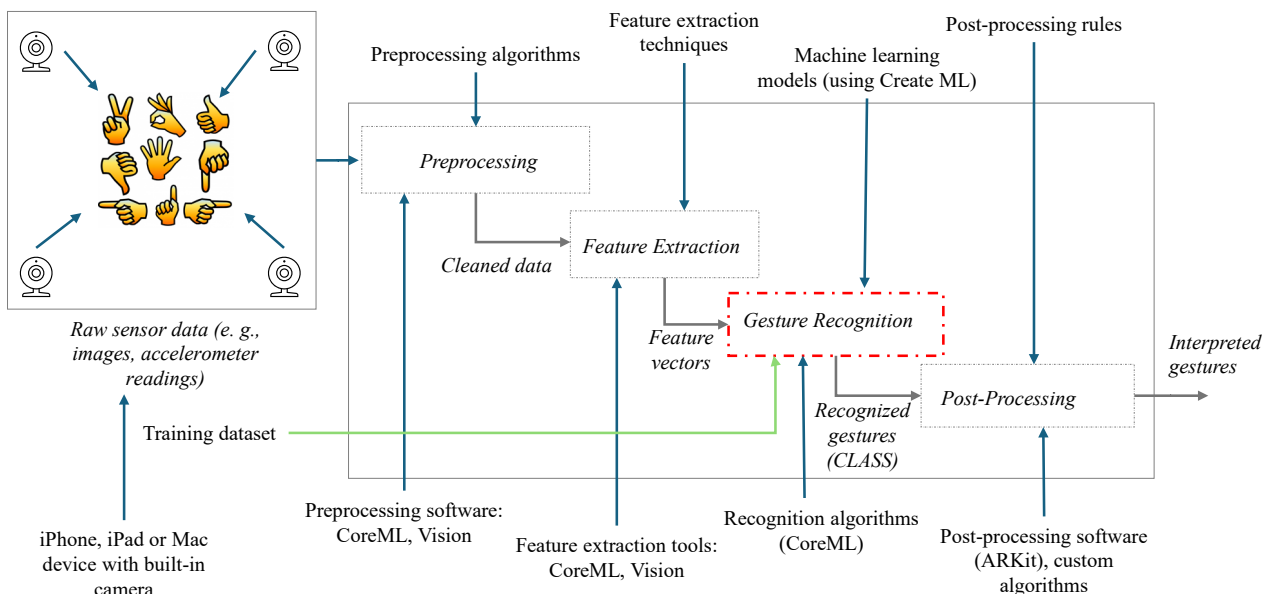 Feature extraction
techniques
Post-processing rules
Preprocessing algorithms
Machine learning
models (using Create ML)
Preprocessing
Feature Extraction
Cleaned data
Gesture Recognition
Feature
vectors
Interpreted
gestures
Post-Processing
Recognized
gestures
(CLASS)
Raw sensor data (e. g.,
images, accelerometer
readings)
Training dataset
iPhone, iPad or Mac
device with built-in
camera
Preprocessing software:
CoreML, Vision
Feature extraction tools:
CoreML, Vision
Recognition algorithms
(CoreML)
Post-processing software
(ARKit), custom
algorithms